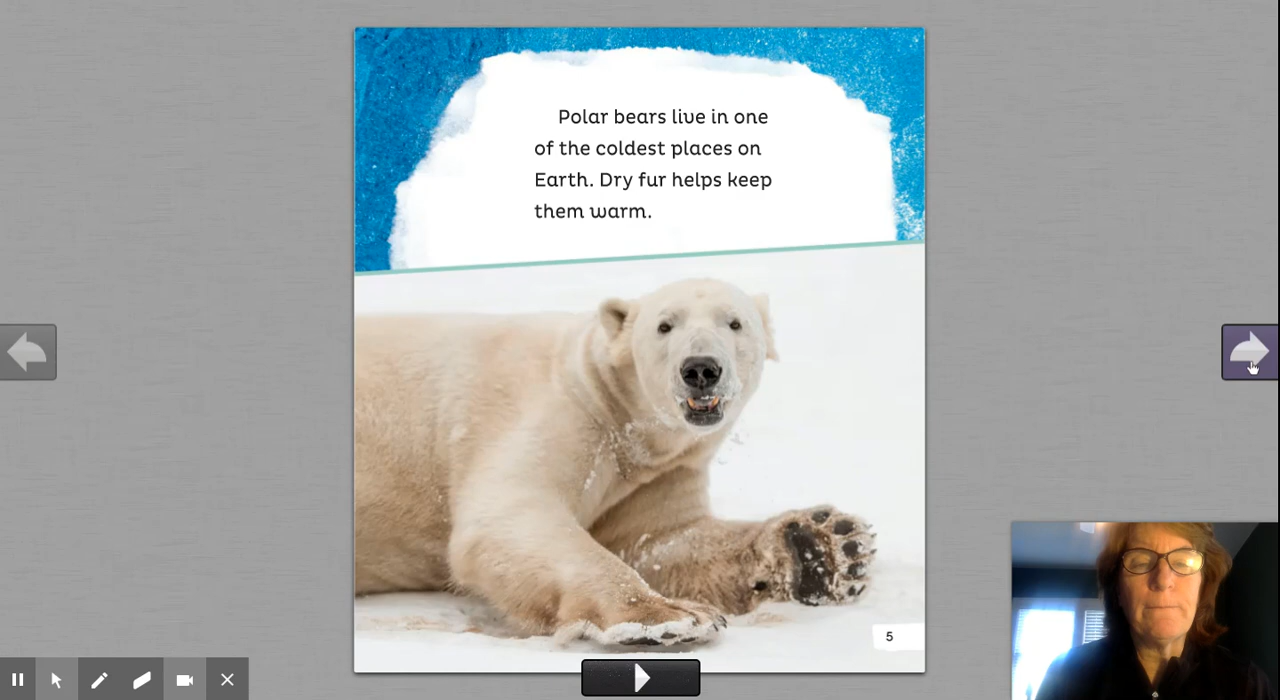 Polar bears live in one
of the coldest places on
Earth. Dry fur helps keep
them warm.
5